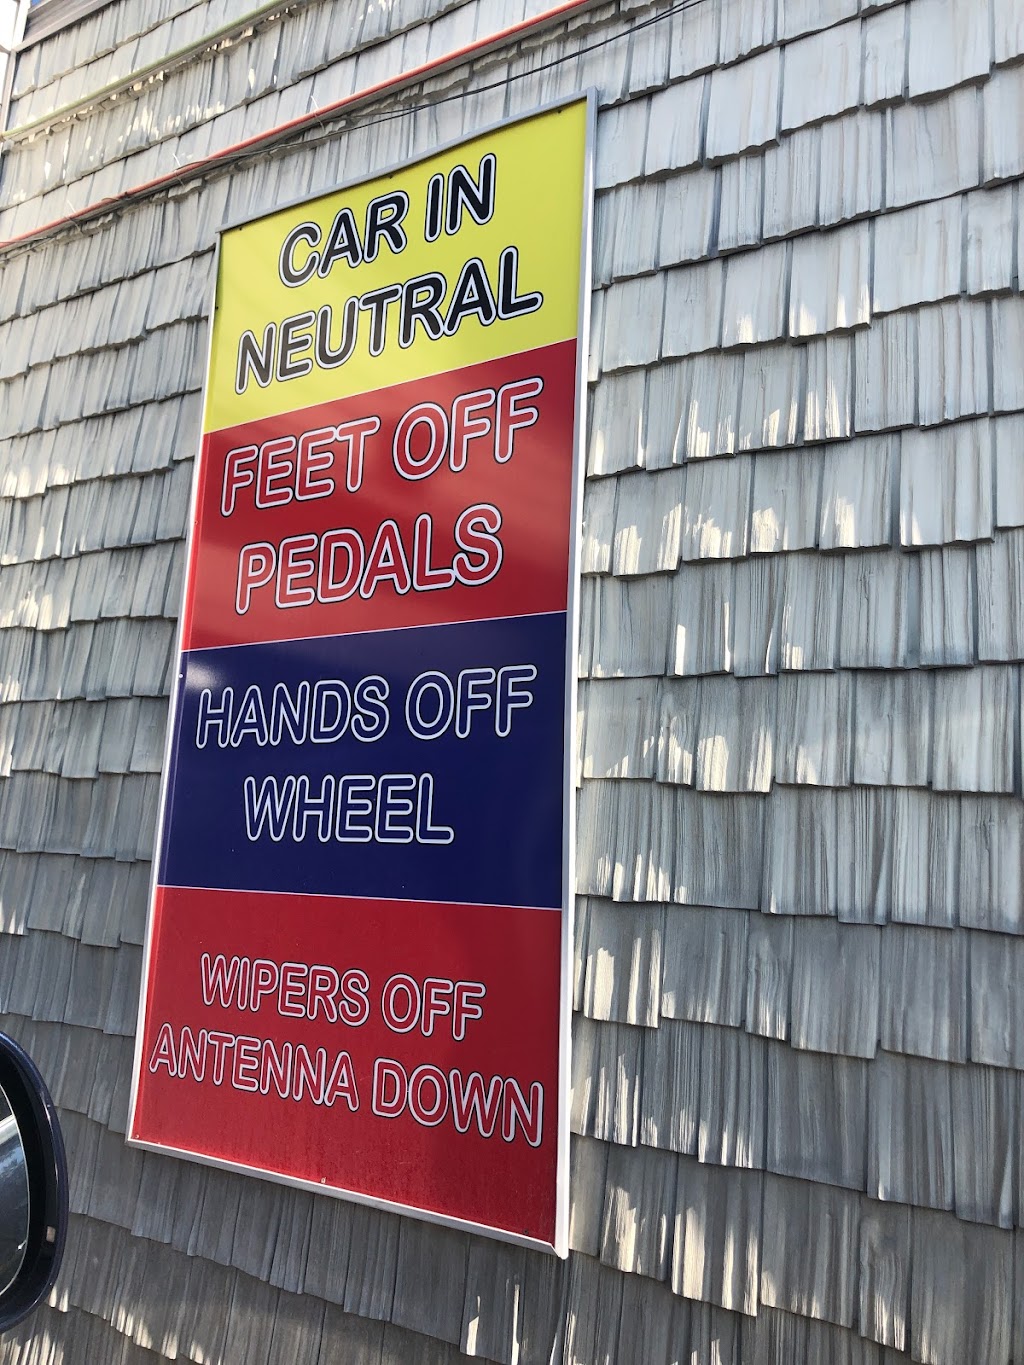 CAR IN
NEUTRAL
FEET OFF
PEDALS
HANDS OFF
WHEEL
WIPERS OFF
ANTENNA DOWN